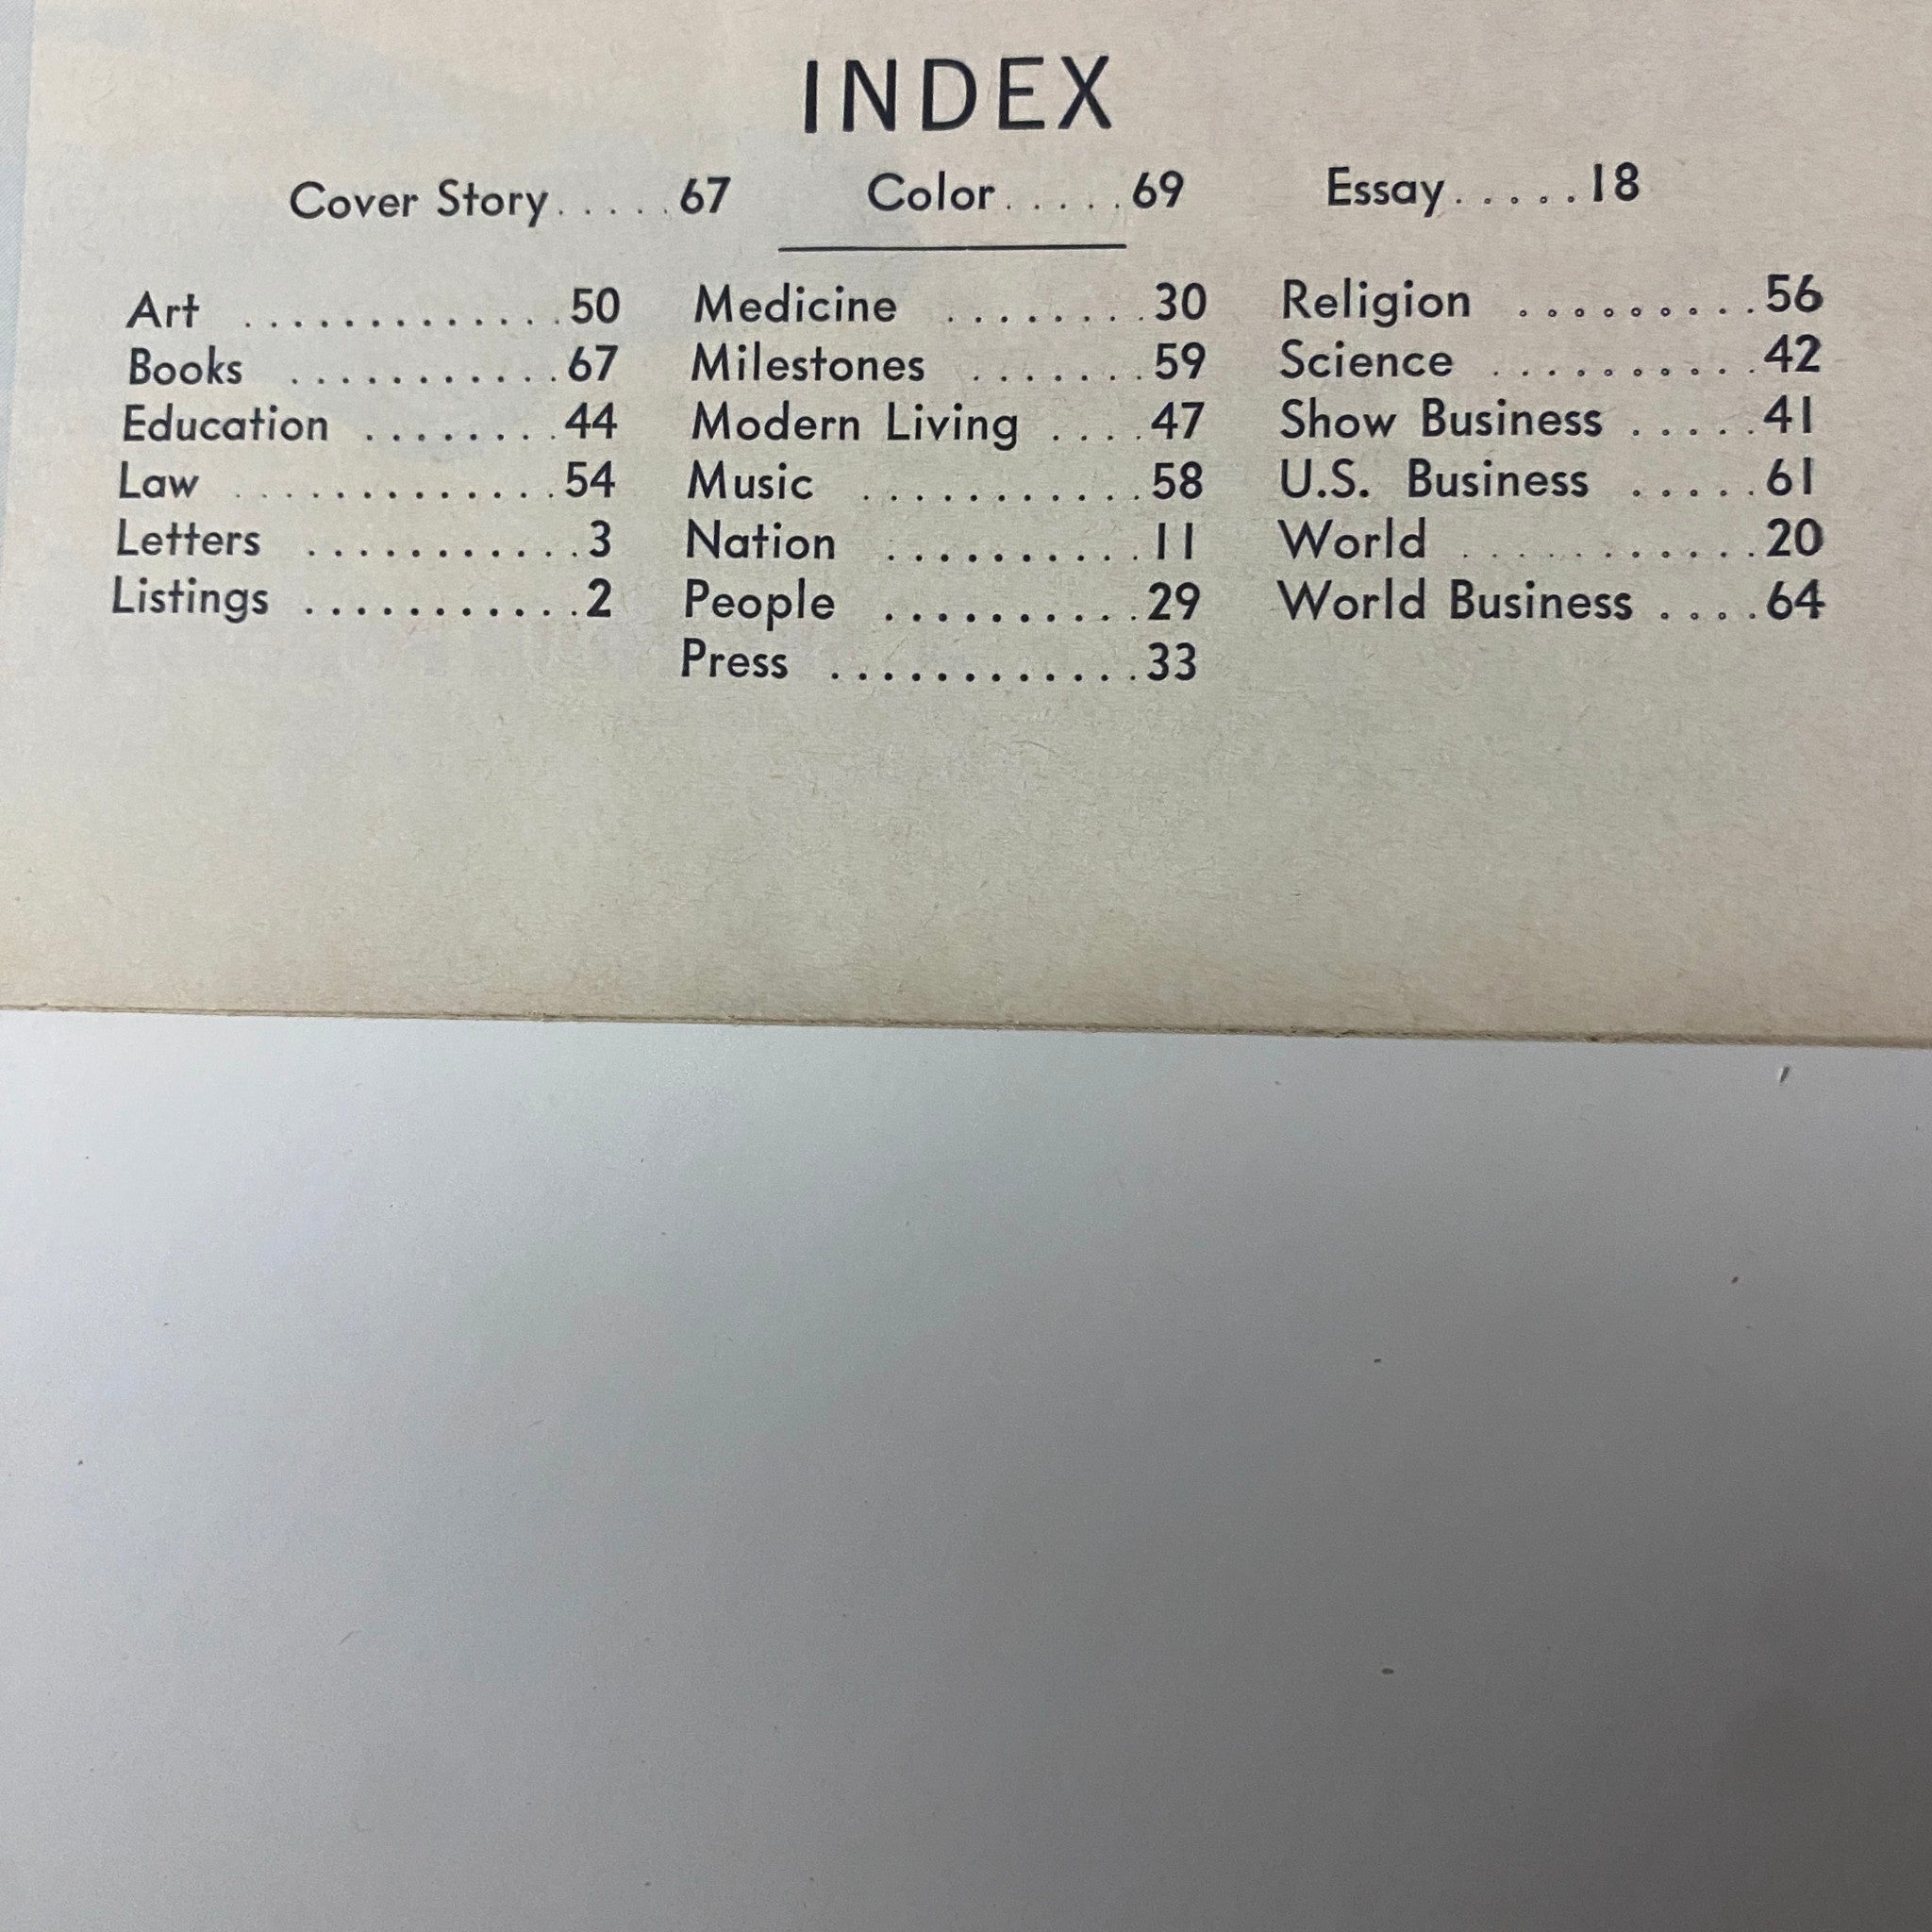 INDEX
Cover Story.....67 Color.....69 Essay.....18
Art .............50 Medicine ........30 Religion ..........56
Books ...........67 Milestones .......59 Science ...........42
Education ........44 Modern Living ....47 Show Business .....41
Law .............54 Music ............58 U.S. Business .....61
Letters ............3 Nation ...........11 World ............20
Listings ............2 People ...........29 World Business ....64
Press .............33